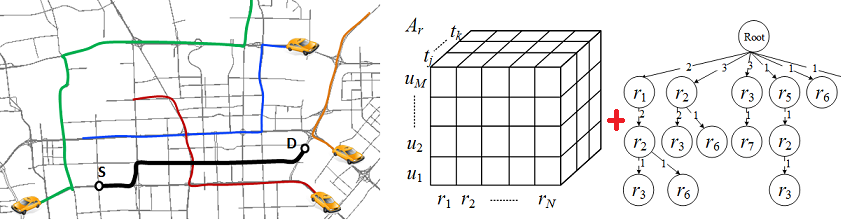 S
D
A_r
t_k
t_j
u_M
u_2
u_1
r_1 r_2 ........ r_N
+
Root
2 3 3 1 1 1
r_1 r_2 r_3 r_5 r_6
2 2 1 1 1
r_2 r_3 r_6 r_7 r_2
1 1 1
r_3 r_6 r_3